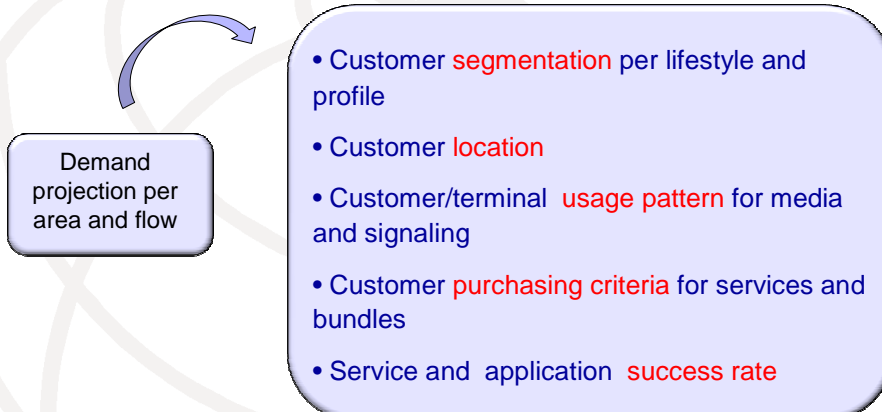 • Customer segmentation per lifestyle and
profile
• Customer location
Demand
projection per
area and flow
• Customer/terminal usage pattern for media
and signaling
• Customer purchasing criteria for services and
bundles
• Service and application success rate